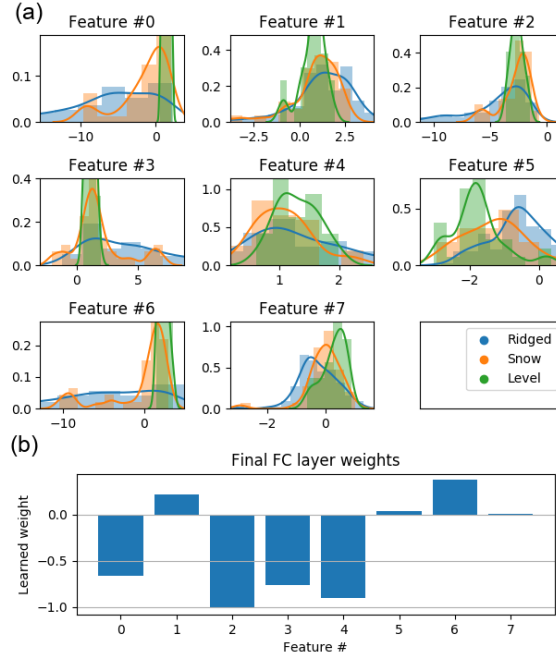 (a)
Feature #0
Feature #1
Feature #2
0.1
0.0
−10
0
0.4
0.2
0.0
−2.5
0.0
2.5
0.50
0.25
0.00
−10
−5
0
Feature #3
Feature #4
Feature #5
0.4
0.2
0.0
0
5
1.0
0.5
0.0
1
2
0.5
0.0
−2
0
Feature #6
Feature #7
0.2
0.1
0.0
−10
0
1.0
0.5
0.0
−2
0
Ridged
Snow
Level
(b)
Final FC layer weights
Learned weight
0.0
−0.5
−1.0
0 1 2 3 4 5 6 7
Feature #